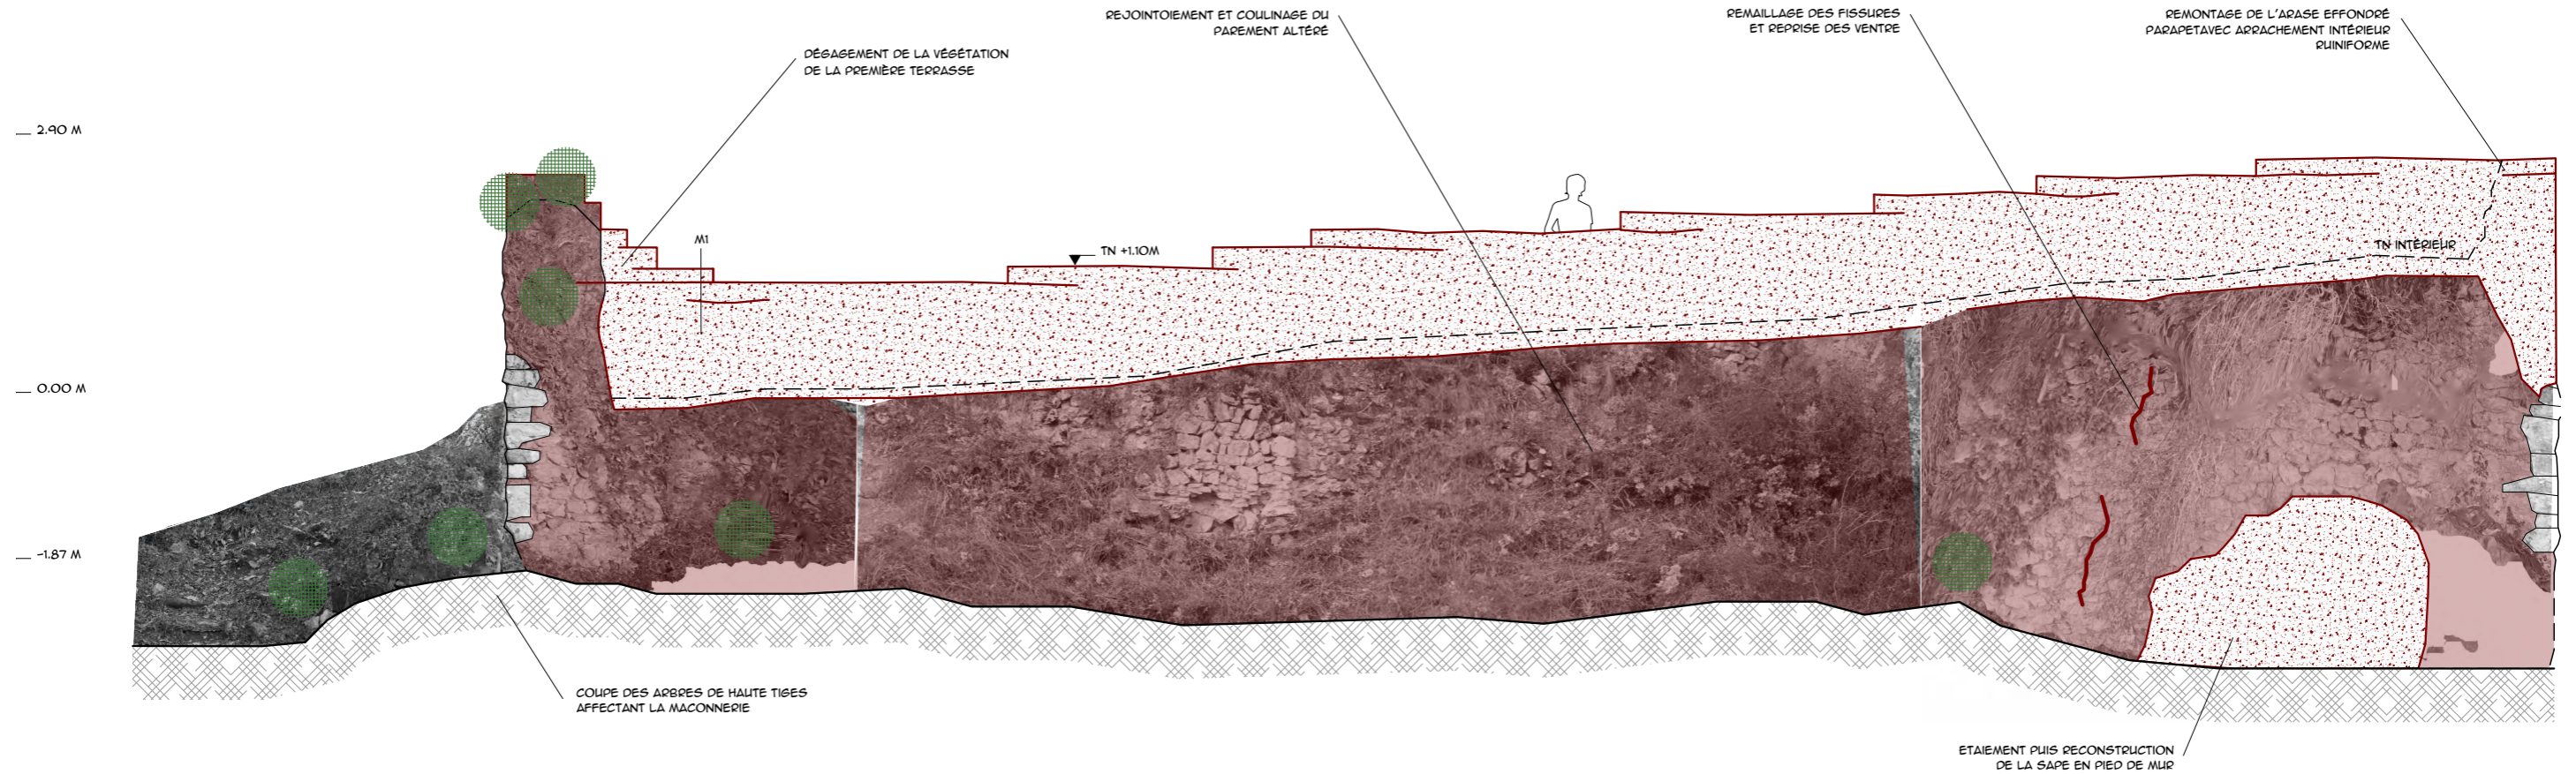 REJOINTOIEMENT ET COULINAGE DU
PAREMENT ALTÉRÉ
REMAILLAGE DES FISSURES
ET REPRISE DES VENTRE
REMONTAGE DE L'ARASE EFFONDRÉ
PARAPETAVEC ARRACHEMENT INTÉRIEUR
RUINIFORME
DÉGAGEMENT DE LA VÉGÉTATION
DE LA PREMIÈRE TERRASSE
2.90 M
M1
TN +1.10M
TN INTÉRIEUR
0.00 M
-1.87 M
COUPE DES ARBRES DE HAUTE TIGES
AFFECTANT LA MACONNERIE
ETAIEMENT PUIS RECONSTRUCTION
DE LA SAPE EN PIED DE MUR